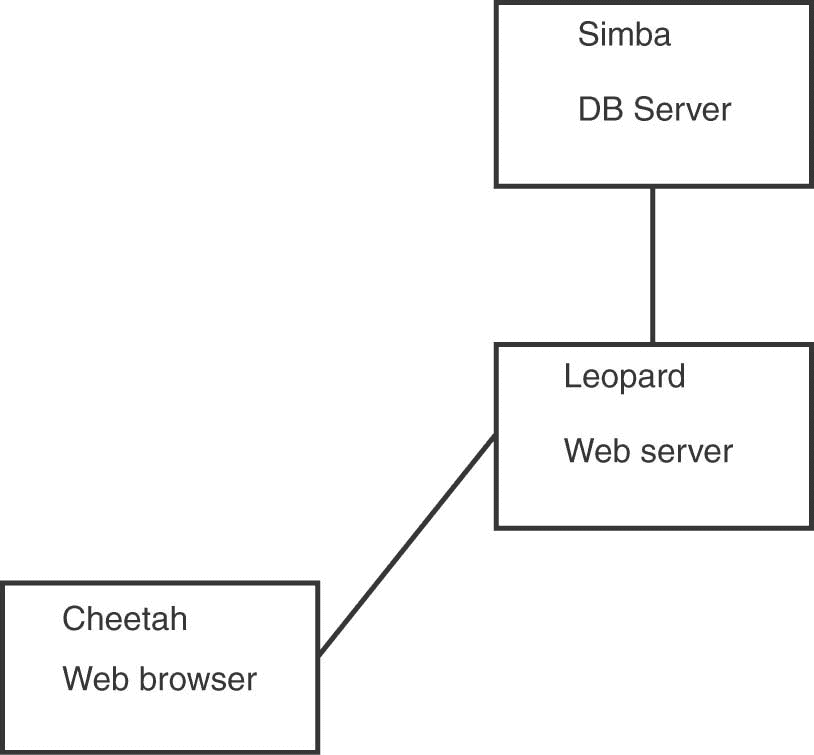 Simba
DB Server
Leopard
Web server
Cheetah
Web browser